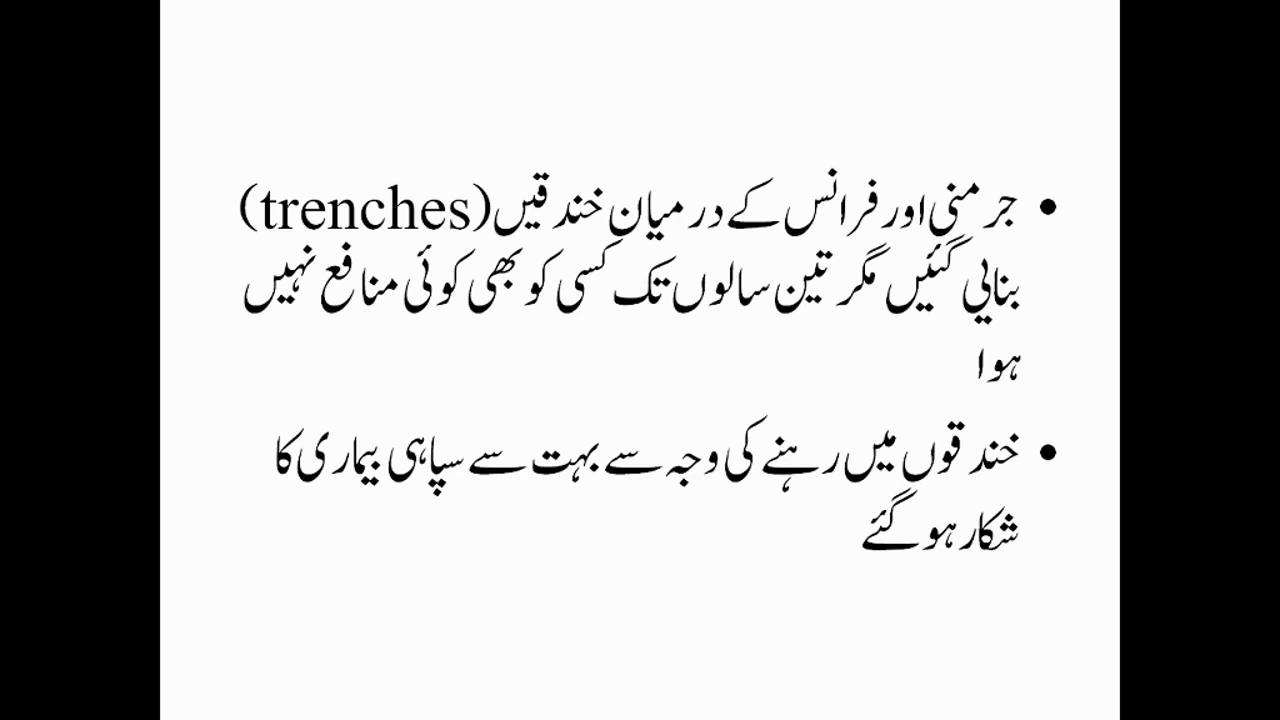 • جرمنی اور فرانس کے درمیان خندقیں (trenches)
بنایی گئیں مگر تین سالوں تک کسی کو بھی کوئی منافع نہیں
ہوا
• خندقوں میں رہنے کی وجہ سے بہت سے سپاہی بیماری کا
شکار ہو گئے